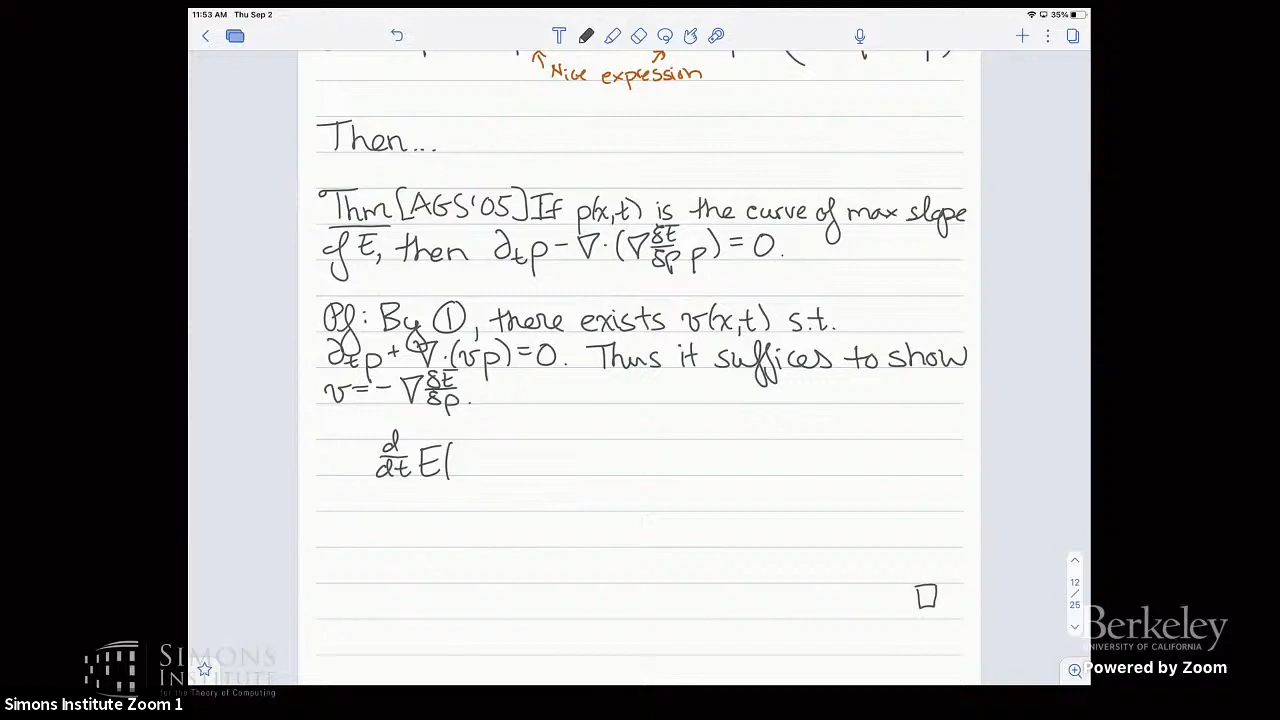 11:53 AM Thu Sep 2
35%
Nice expression
Then...
Thm [AGS'05] If ρ(x,t) is the curve of max slope
of E, then ∂tρ - ∇·(∇ δE/δρ ρ) = 0.
Pf: By ①, there exists v(x,t) s.t.
∂tρ + ∇·(vρ) = 0. Thus it suffices to show
v = - ∇ δE/δρ.
d/dt E(
12
/
25
SIMONS
INSTITUTE
for the Theory of Computing
Berkeley
UNIVERSITY OF CALIFORNIA
Powered by Zoom
Simons Institute Zoom 1